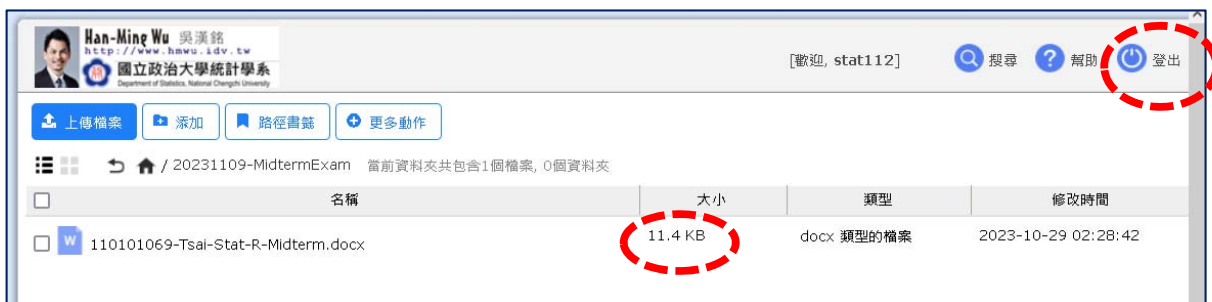 Han-Ming Wu 吳漢銘
http://www.hmwu.idv.tw
國立政治大學統計學系
Department of Statistics, National Chengchi University
[歡迎, stat112] 搜尋 ? 幫助 登出
上傳檔案 添加 路徑書籤 更多動作
/ 20231109-MidtermExam 當前資料夾共包含1個檔案, 0個資料夾
名稱 大小 類型 修改時間
W 110101069-Tsai-Stat-R-Midterm.docx 11.4 KB docx 類型的檔案 2023-10-29 02:28:42